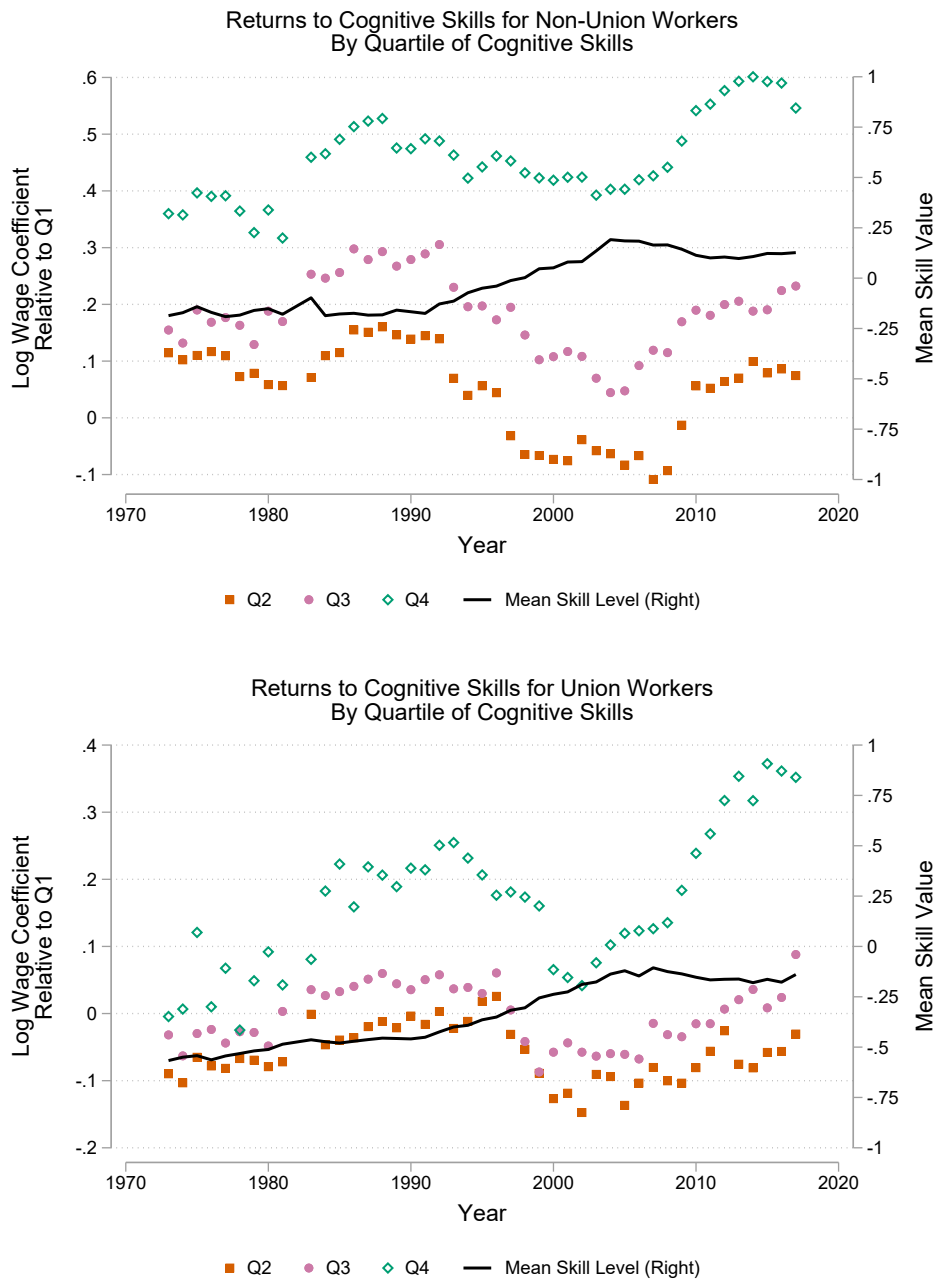 Returns to Cognitive Skills for Non-Union Workers
By Quartile of Cognitive Skills
Log Wage Coefficient
Relative to Q1
.6
.5
.4
.3
.2
.1
0
-.1
1
.75
.5
.25
0
-.25
-.5
-.75
-1
Mean Skill Value
1970 1980 1990 2000 2010 2020
Year
Q2 Q3 Q4 Mean Skill Level (Right)
Returns to Cognitive Skills for Union Workers
By Quartile of Cognitive Skills
Log Wage Coefficient
Relative to Q1
.4
.3
.2
.1
0
-.1
-.2
1
.75
.5
.25
0
-.25
-.5
-.75
-1
Mean Skill Value
1970 1980 1990 2000 2010 2020
Year
Q2 Q3 Q4 Mean Skill Level (Right)